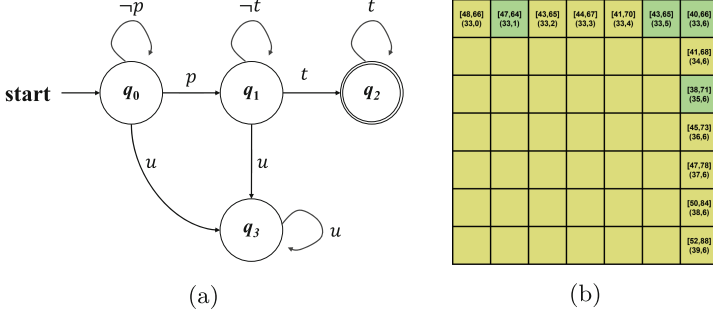 ¬p
¬t
t
start
q0
p
q1
t
q2
u
u
q3
u
(a)
[48,66] [47,64] [43,65] [44,67] [41,70] [43,65] [40,66]
(33,0) (33,1) (33,2) (33,3) (33,4) (33,5) (33,6)
[41,68]
(34,6)
[38,71]
(35,6)
[45,73]
(36,6)
[47,78]
(37,6)
[50,84]
(38,6)
[52,88]
(39,6)
(b)